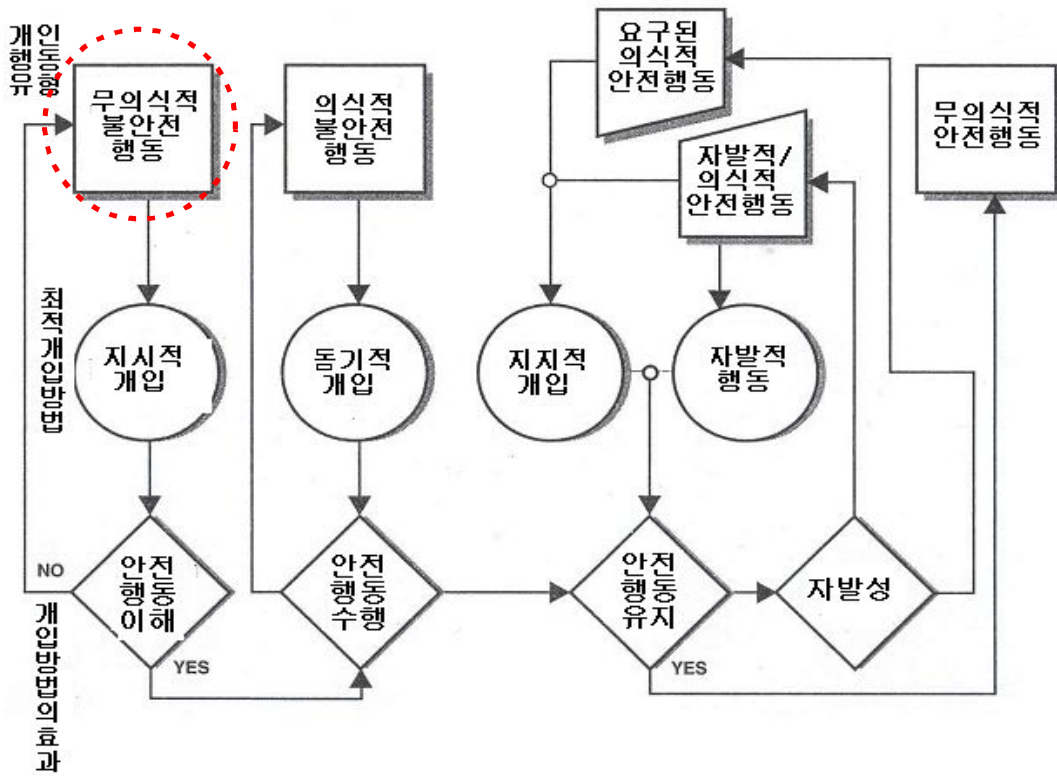 개인
행동
유형
무의식적
불안전
행동
의식적
불안전
행동
요구된
의식적
안전행동
자발적/
의식적
안전행동
무의식적
안전행동
최적개입방법
지시적
개입
동기적
개입
지지적
개입
자발적
행동
개입방법의효과
NO
안전
행동
이해
YES
안전
행동
수행
안전
행동
유지
YES
자발성